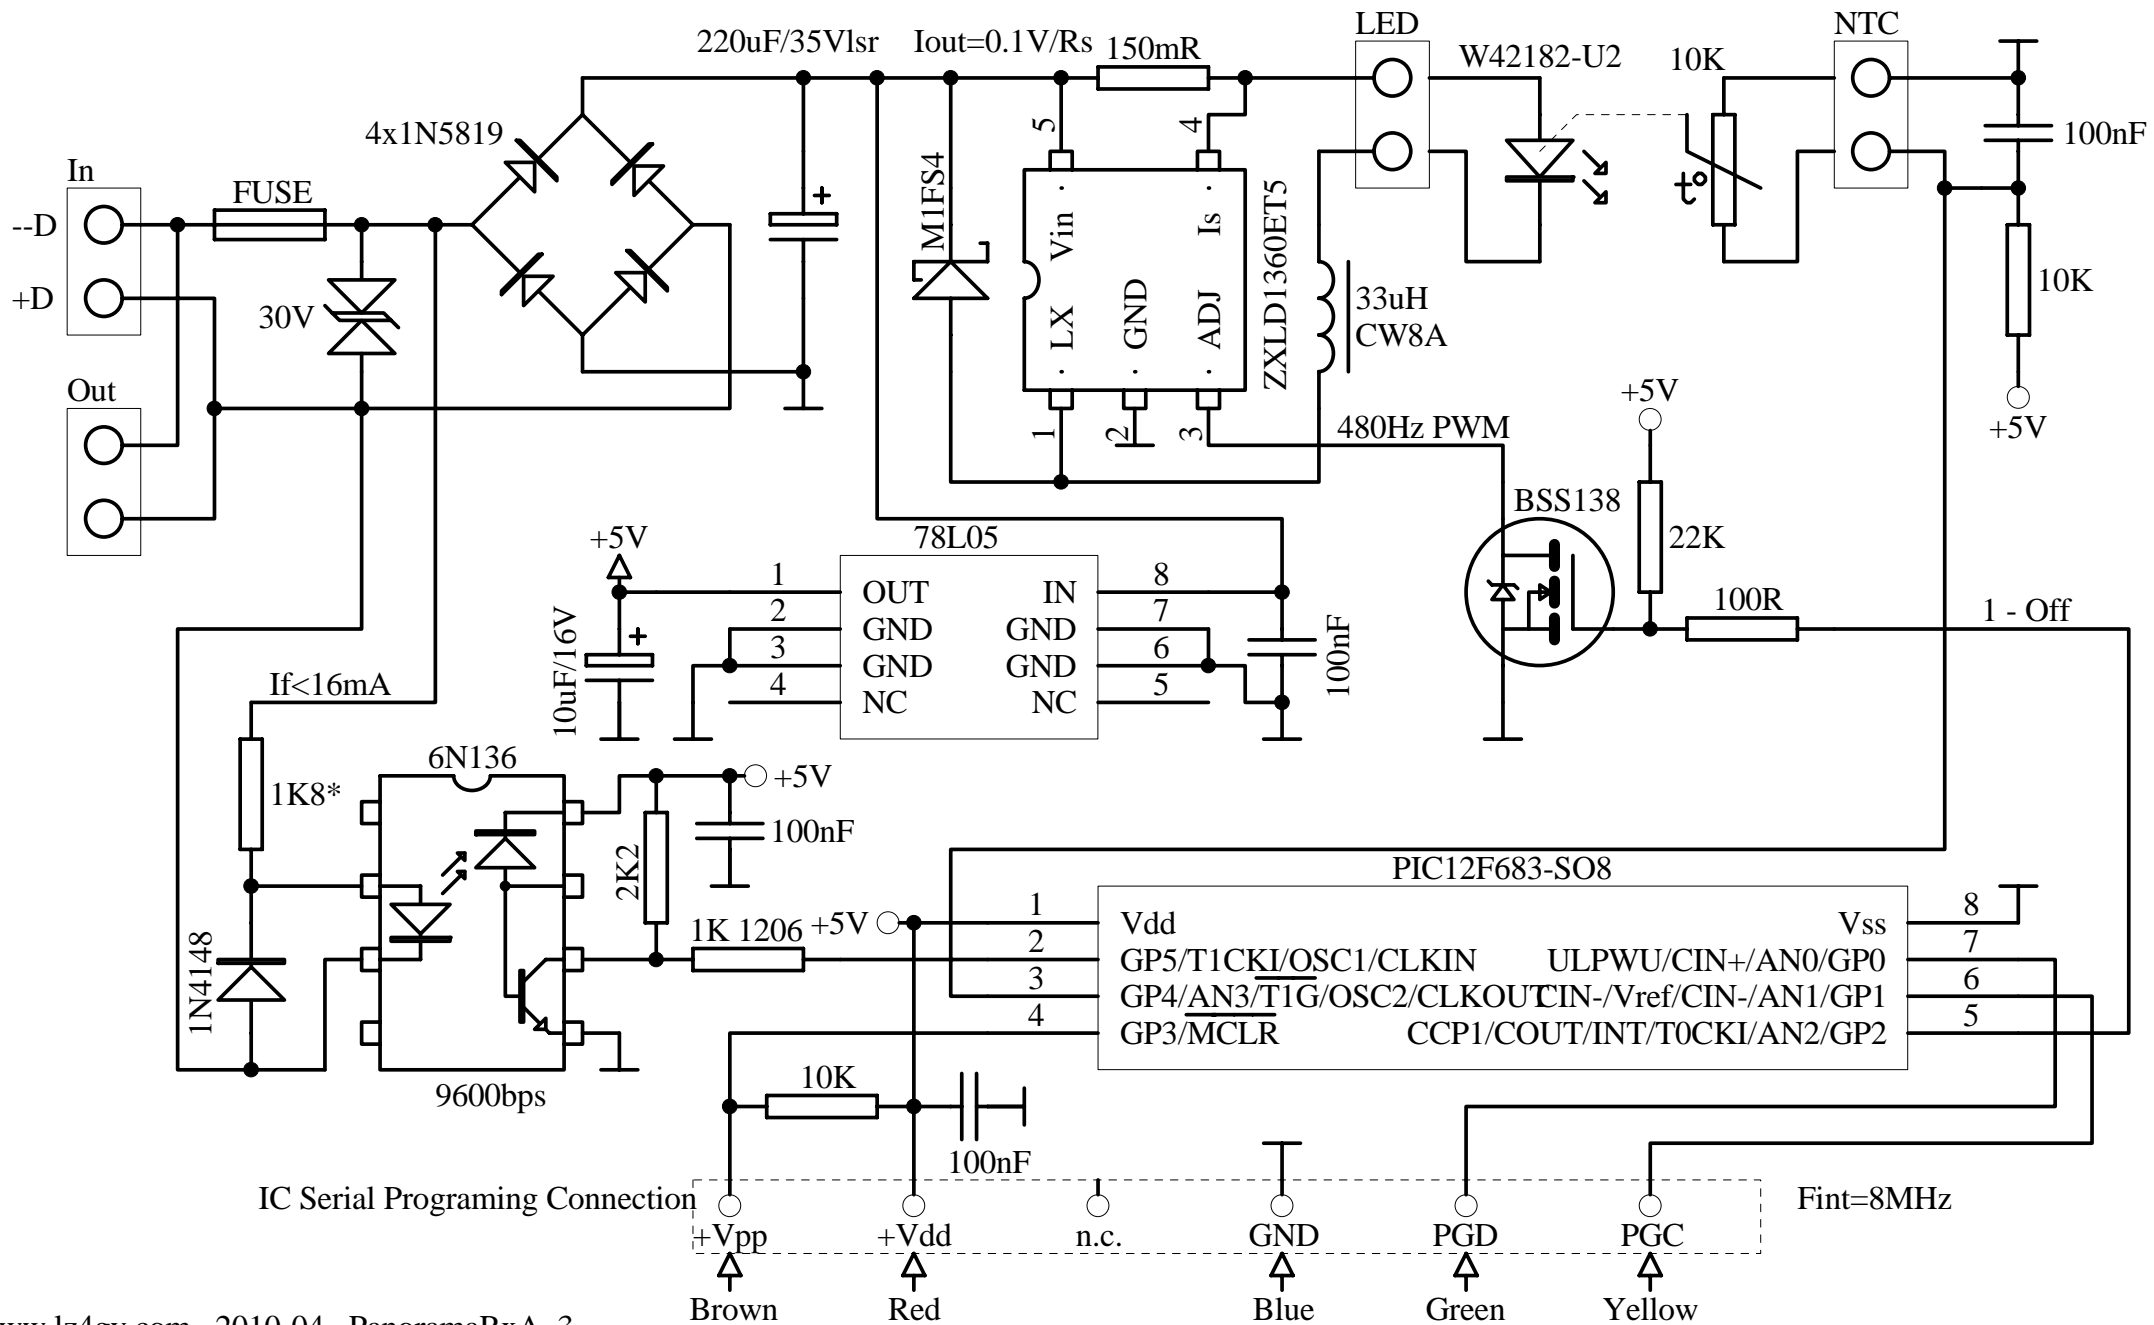 LED
NTC
220uF/35Vlsr
Iout=0.1V/Rs
150mR
W42182-U2
10K
4x1N5819
100nF
In
FUSE
--D
+D
30V
Out
M1FS4
5
4
Vin
Is
LX
GND
ADJ
1
2
3
ZXLD1360ET5
33uH
CW8A
t°
10K
+5V
+5V
480Hz PWM
BSS138
22K
100R
1 - Off
+5V
78L05
1
OUT
IN
8
2
GND
GND
7
3
GND
GND
6
4
NC
NC
5
10uF/16V
100nF
If<16mA
6N136
1K8*
1N4148
9600bps
+5V
100nF
2K2
1K 1206
+5V
PIC12F683-SO8
1
Vdd
Vss
8
2
GP5/T1CKI/OSC1/CLKIN
ULPWU/CIN+/AN0/GP0
7
3
GP4/AN3/T1G/OSC2/CLKOUT
CIN-/Vref/CIN-/AN1/GP1
6
4
GP3/MCLR
CCP1/COUT/INT/T0CKI/AN2/GP2
5
10K
100nF
IC Serial Programing Connection
Fint=8MHz
+Vpp
+Vdd
n.c.
GND
PGD
PGC
Brown
Red
Blue
Green
Yellow